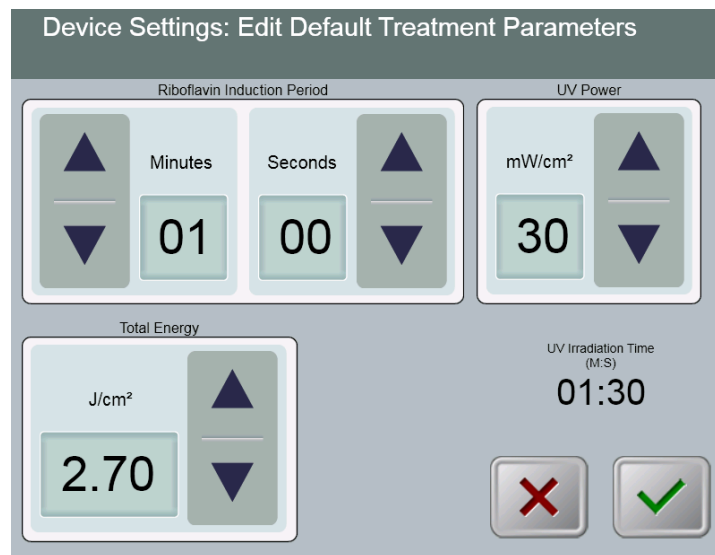 Device Settings: Edit Default Treatment Parameters
Riboflavin Induction Period
Minutes
01
Seconds
00
UV Power
mW/cm²
30
Total Energy
J/cm²
2.70
UV Irradiation Time
(M:S)
01:30